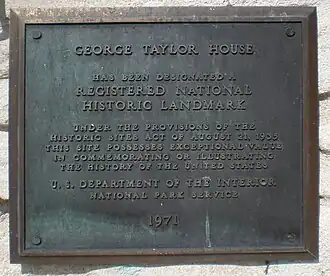 GEORGE TAYLOR HOUSE
HAS BEEN DESIGNATED A
REGISTERED NATIONAL
HISTORIC LANDMARK
UNDER THE PROVISIONS OF THE
HISTORIC SITES ACT OF AUGUST 21, 1935
THIS SITE POSSESSES EXCEPTIONAL VALUE
IN COMMEMORATING OR ILLUSTRATING
THE HISTORY OF THE UNITED STATES
U. S. DEPARTMENT OF THE INTERIOR
NATIONAL PARK SERVICE
1971